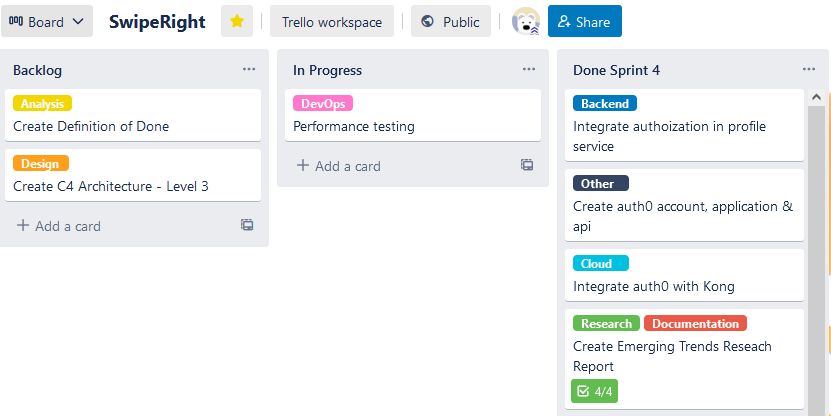 Board
SwipeRight
Trello workspace
Public
Share
Backlog
Analysis
Create Definition of Done
Design
Create C4 Architecture - Level 3
Add a card
In Progress
DevOps
Performance testing
Add a card
Done Sprint 4
Backend
Integrate authoization in profile
service
Other
Create auth0 account, application &
api
Cloud
Integrate auth0 with Kong
Research Documentation
Create Emerging Trends Reseach
Report
4/4